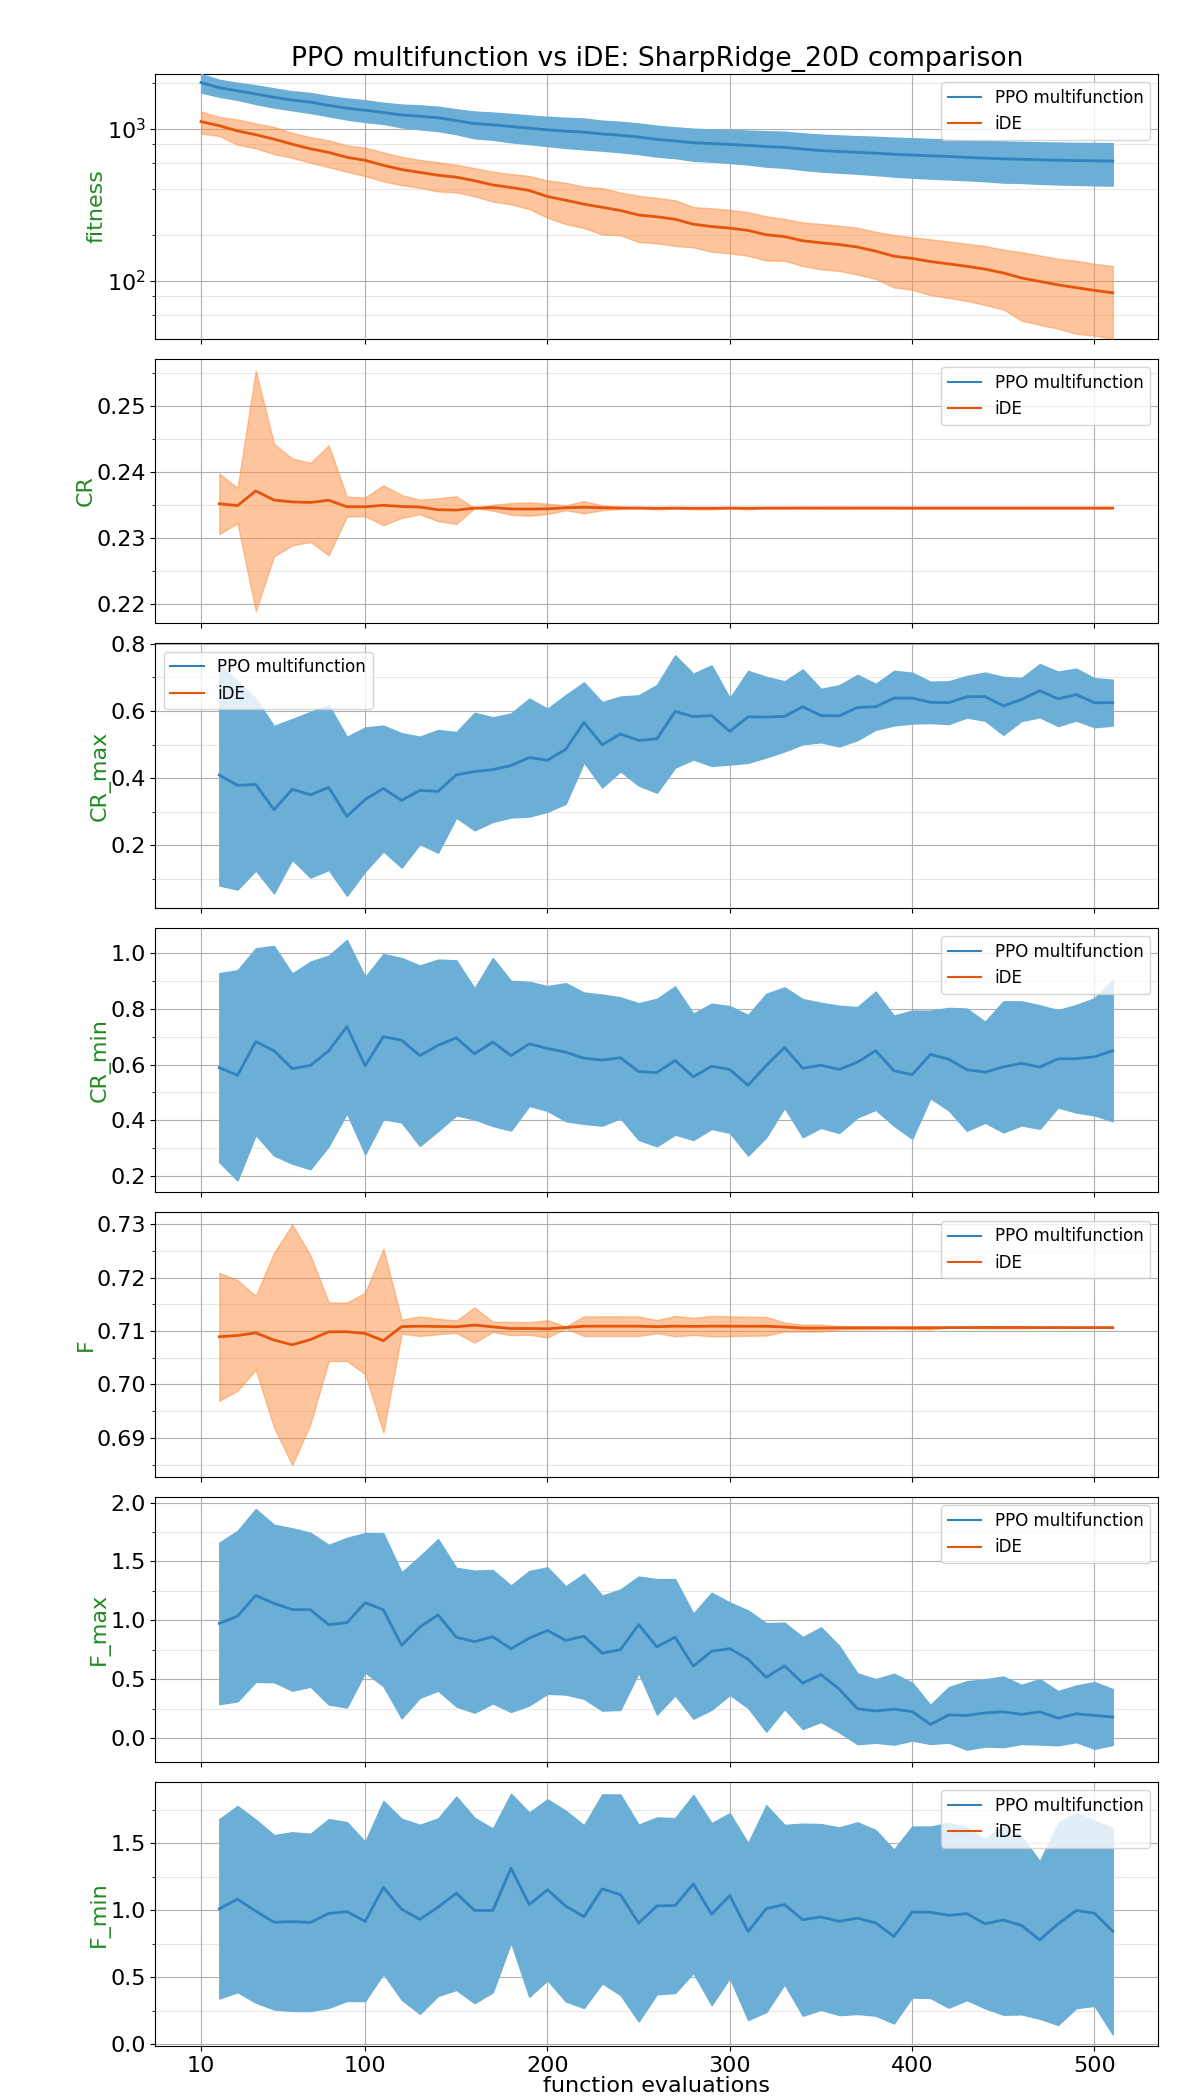 PPO multifunction vs iDE: SharpRidge_20D comparison
fitness
10³
10²
PPO multifunction
iDE
CR
0.25
0.24
0.23
0.22
PPO multifunction
iDE
CR_max
0.8
0.6
0.4
0.2
PPO multifunction
iDE
CR_min
1.0
0.8
0.6
0.4
0.2
PPO multifunction
iDE
F
0.73
0.72
0.71
0.70
0.69
PPO multifunction
iDE
F_max
2.0
1.5
1.0
0.5
0.0
PPO multifunction
iDE
F_min
1.5
1.0
0.5
0.0
PPO multifunction
iDE
10 100 200 300 400 500
function evaluations